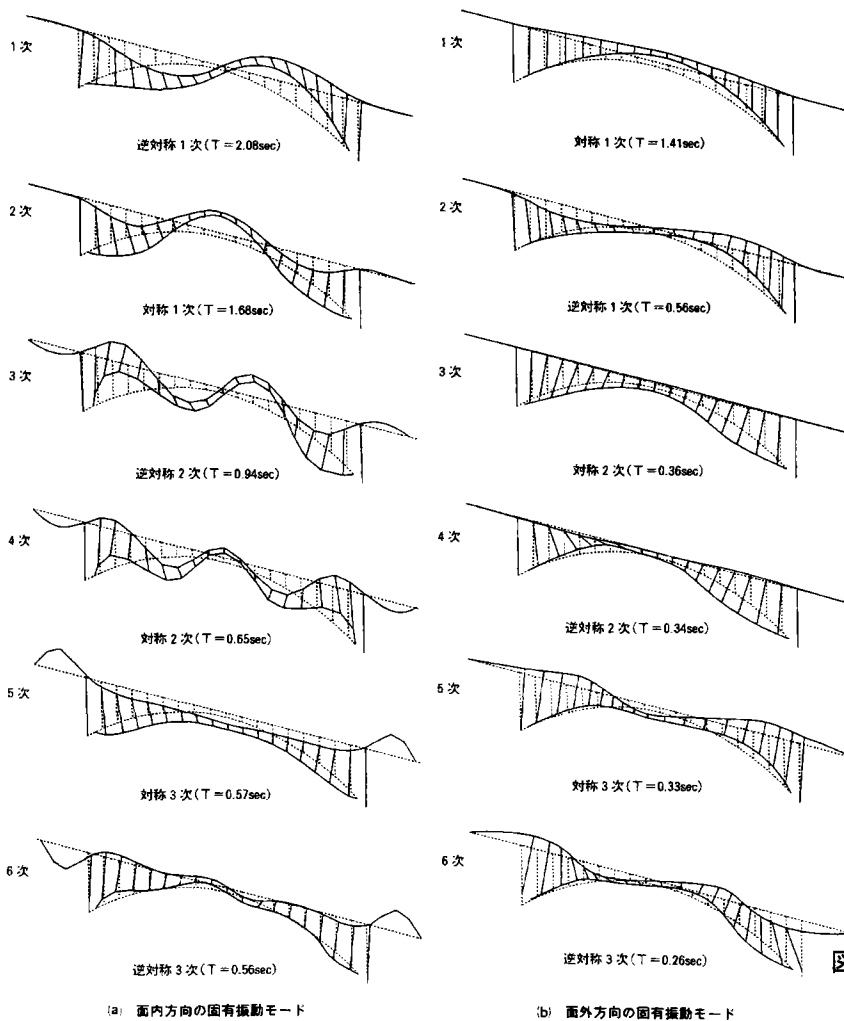 1次
逆対称1次(T=2.08sec)
2次
対称1次(T=1.68sec)
3次
逆対称2次(T=0.94sec)
4次
対称2次(T=0.65sec)
5次
対称3次(T=0.57sec)
6次
逆対称3次(T=0.56sec)
(a) 面内方向の固有振動モード
1次
対称1次(T=1.41sec)
2次
逆対称1次(T=0.56sec)
3次
対称2次(T=0.36sec)
4次
逆対称2次(T=0.34sec)
5次
対称3次(T=0.33sec)
6次
逆対称3次(T=0.26sec)
(b) 面外方向の固有振動モード